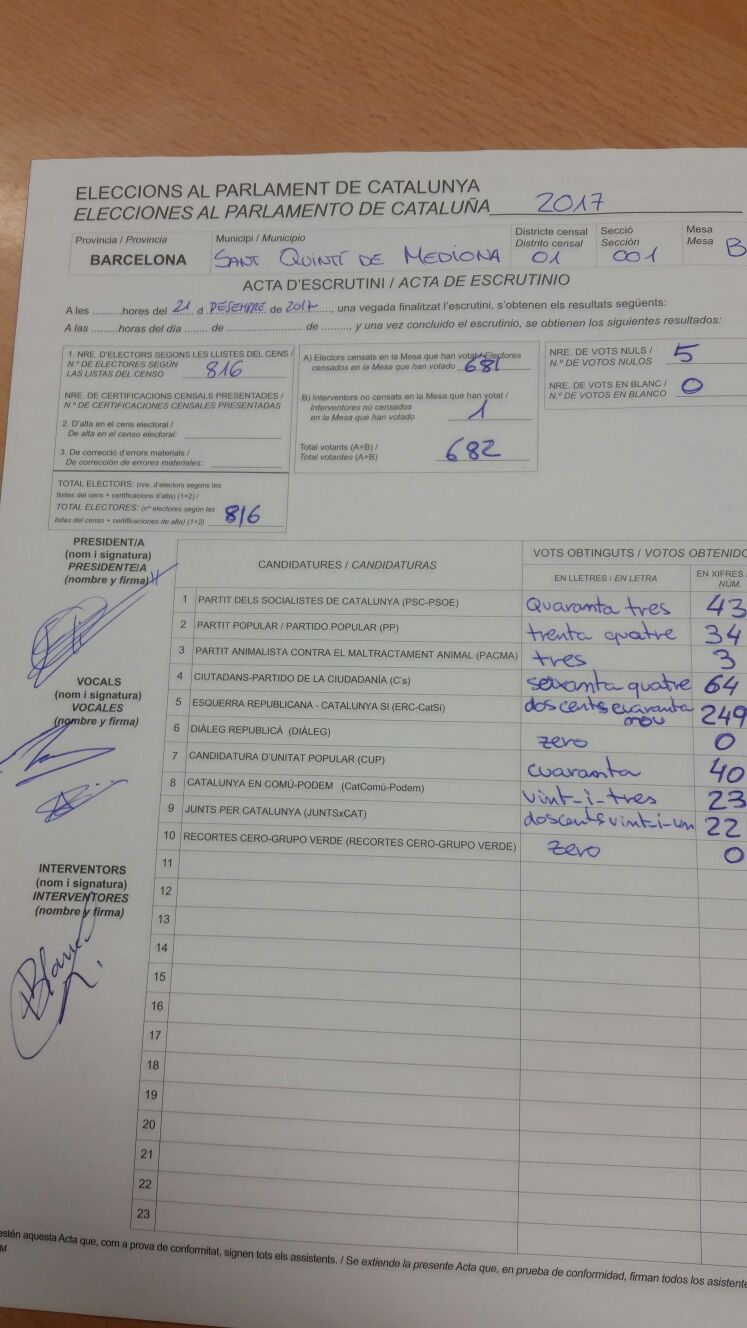 ELECCIONS AL PARLAMENT DE CATALUNYA
ELECCIONES AL PARLAMENTO DE CATALUÑA 2017
Província / Provincia
BARCELONA
Municipi / Municipio
SANT QUINTÍ DE MEDIONA
Districte censal
Distrito censal
01
Secció
Sección
001
Mesa
Mesa
B
ACTA D'ESCRUTINI / ACTA DE ESCRUTINIO
A les ..........hores del 21 d DESEMBRE de 2017, una vegada finalitzat l'escrutini, s'obtenen els resultats següents:
A las .........horas del día ....... de ........................... de ........, y una vez concluido el escrutinio, se obtienen los siguientes resultados:
1. NRE. D'ELECTORS SEGONS LES LLISTES DEL CENS /
N.º DE ELECTORES SEGÚN
LAS LISTAS DEL CENSO 816
NRE. DE CERTIFICACIONS CENSALS PRESENTADES /
N.º DE CERTIFICACIONES CENSALES PRESENTADAS
2. D'alta en el cens electoral /
De alta en el censo electoral:
3. De correcció d'errors materials /
De corrección de errores materiales:
TOTAL ELECTORS: (nre. d'electors segons les
llistes del cens + certificacions d'alta) (1+2) /
TOTAL ELECTORES: (nº electores según las
listas del censo + certificaciones de alta) (1+2) 816
A) Electors censats en la Mesa que han votat / Electores
censados en la Mesa que han votado 681
B) Interventors no censats en la Mesa que han votat /
Interventores no censados
en la Mesa que han votado 1
Total votants (A+B) /
Total votantes (A+B) 682
NRE. DE VOTS NULS /
N.º DE VOTOS NULOS 5
NRE. DE VOTS EN BLANC /
N.º DE VOTOS EN BLANCO 0
PRESIDENT/A
(nom i signatura)
PRESIDENTE/A
(nombre y firma)
VOCALS
(nom i signatura)
VOCALES
(nombre y firma)
INTERVENTORS
(nom i signatura)
INTERVENTORES
(nombre y firma)
CANDIDATURES / CANDIDATURAS
VOTS OBTINGUTS / VOTOS OBTENIDO
EN LLETRES / EN LETRA
EN XIFRES
NÚM.
1 PARTIT DELS SOCIALISTES DE CATALUNYA (PSC-PSOE) Quaranta tres 43
2 PARTIT POPULAR / PARTIDO POPULAR (PP) trenta quatre 34
3 PARTIT ANIMALISTA CONTRA EL MALTRACTAMENT ANIMAL (PACMA) tres 3
4 CIUTADANS-PARTIDO DE LA CIUDADANÍA (C's) seixanta quatre 64
5 ESQUERRA REPUBLICANA - CATALUNYA SI (ERC-CatSi) dos cents cuaranta nou 249
6 DIÀLEG REPUBLICÀ (DIÀLEG) zero 0
7 CANDIDATURA D'UNITAT POPULAR (CUP) cuaranta 40
8 CATALUNYA EN COMÚ-PODEM (CatComú-Podem) vint-i-tres 23
9 JUNTS PER CATALUNYA (JUNTSxCAT) doscents vint-i-un 22
10 RECORTES CERO-GRUPO VERDE (RECORTES CERO-GRUPO VERDE) zero 0
11
12
13
14
15
16
17
18
19
20
21
22
23
estén aquesta Acta que, com a prova de conformitat, signen tots els assistents. / Se extiende la presente Acta que, en prueba de conformidad, firman todos los asistente